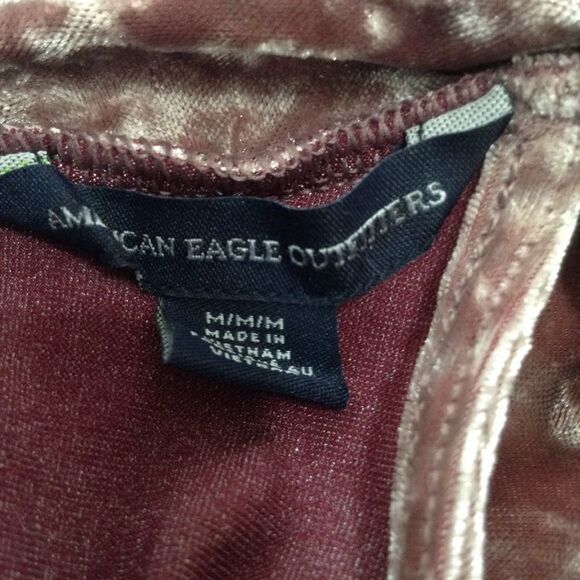 AMERICAN EAGLE OUTFITTERS
M/M/M
MADE IN
VIETNAM